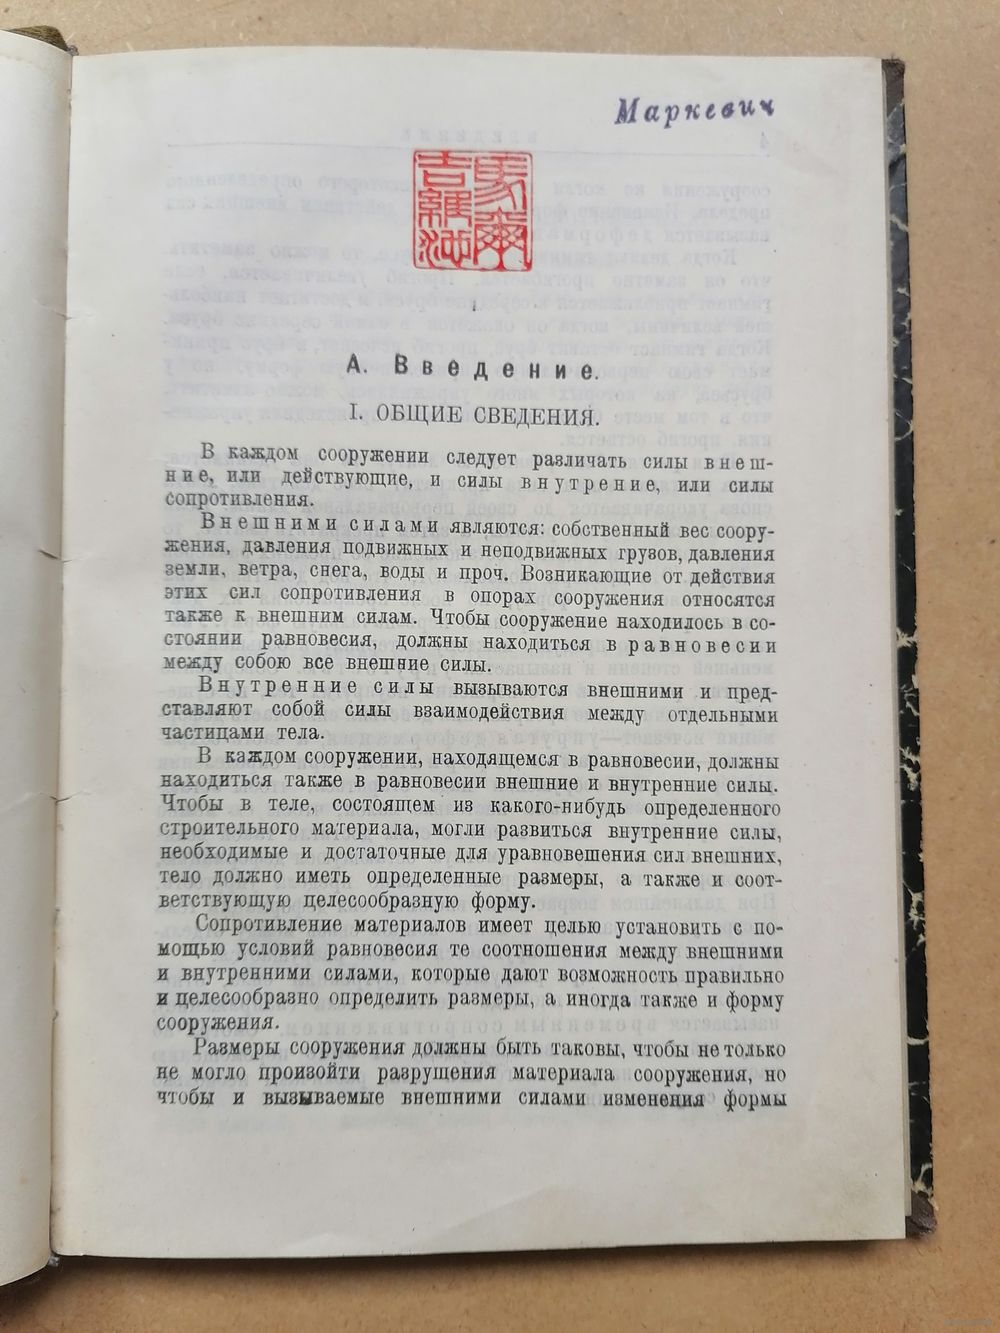 Маркевич
馬爾
吉維池
А. Введение.
I. ОБЩИЕ СВЕДЕНИЯ.
В каждом сооружении следует различать силы внеш-
ние, или действующие, и силы внутрение, или силы
сопротивления.
Внешними силами являются: собственный вес соору-
жения, давления подвижных и неподвижных грузов, давления
земли, ветра, снега, воды и проч. Возникающие от действия
этих сил сопротивления в опорах сооружения относятся
также к внешним силам. Чтобы сооружение находилось в со-
стоянии равновесия, должны находиться в равновесии
между собою все внешние силы.
Внутренние силы вызываются внешними и пред-
ставляют собой силы взаимодействия между отдельными
частицами тела.
В каждом сооружении, находящемся в равновесии, должны
находиться также в равновесии внешние и внутренние силы.
Чтобы в теле, состоящем из какого-нибудь определенного
строительного материала, могли развиться внутренние силы,
необходимые и достаточные для уравновешения сил внешних,
тело должно иметь определенные размеры, а также и соот-
ветствующую целесообразную форму.
Сопротивление материалов имеет целью установить с по-
мощью условий равновесия те соотношения между внешними
и внутренними силами, которые дают возможность правильно
и целесообразно определить размеры, а иногда также и форму
сооружения.
Размеры сооружения должны быть таковы, чтобы не только
не могло произойти разрушения материала сооружения, но
чтобы и вызываемые внешними силами изменения формы